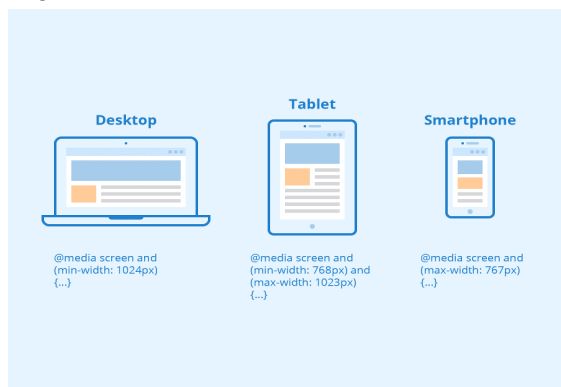 Desktop
Tablet
Smartphone
@media screen and
(min-width: 1024px)
{...}
@media screen and
(min-width: 768px) and
(max-width: 1023px)
{...}
@media screen and
(max-width: 767px)
{...}